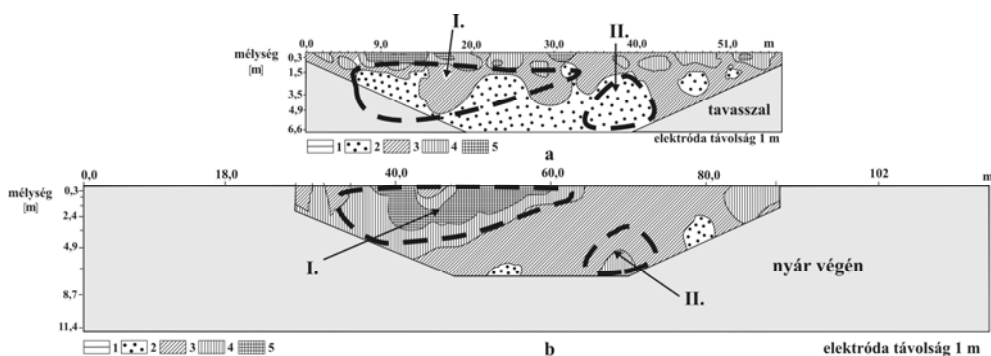 I.
II.
mélység
[m]
0,0 9,0 20,0 30,0 40,0 51,0 m
0,3
1,5
3,5
4,9
6,6
tavasszal
elektróda távolság 1 m
1 2 3 4 5
a
mélység
[m]
0,0 18,0 40,0 60,0 80,0 102 m
0,3
2,4
4,9
8,7
11,4
I.
II.
nyár végén
1 2 3 4 5
b
elektróda távolság 1 m